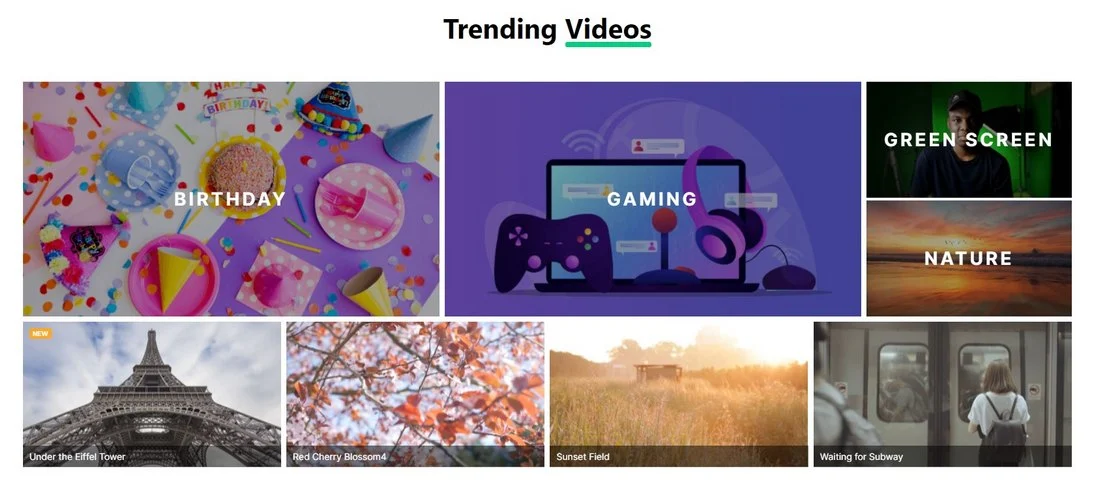 Trending Videos
HAPPY
BIRTHDAY!
BIRTHDAY
GAMING
GREEN SCREEN
NATURE
NEW
Under the Eiffel Tower
Red Cherry Blossom4
Sunset Field
Waiting for Subway